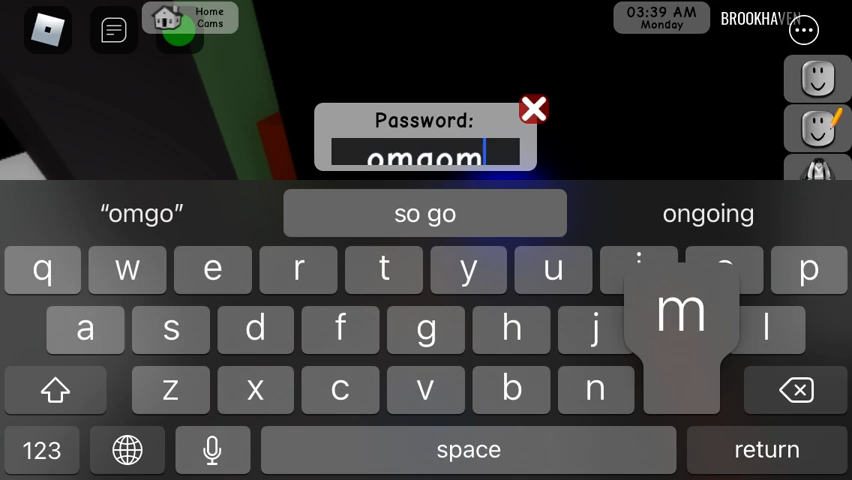 Home
Cams
03:39 AM
Monday
BROOKHAVEN
Password:
omgom
“omgo”
so go
ongoing
q w e r t y u i o p
a s d f g h j l
z x c v b n m
123
space
return